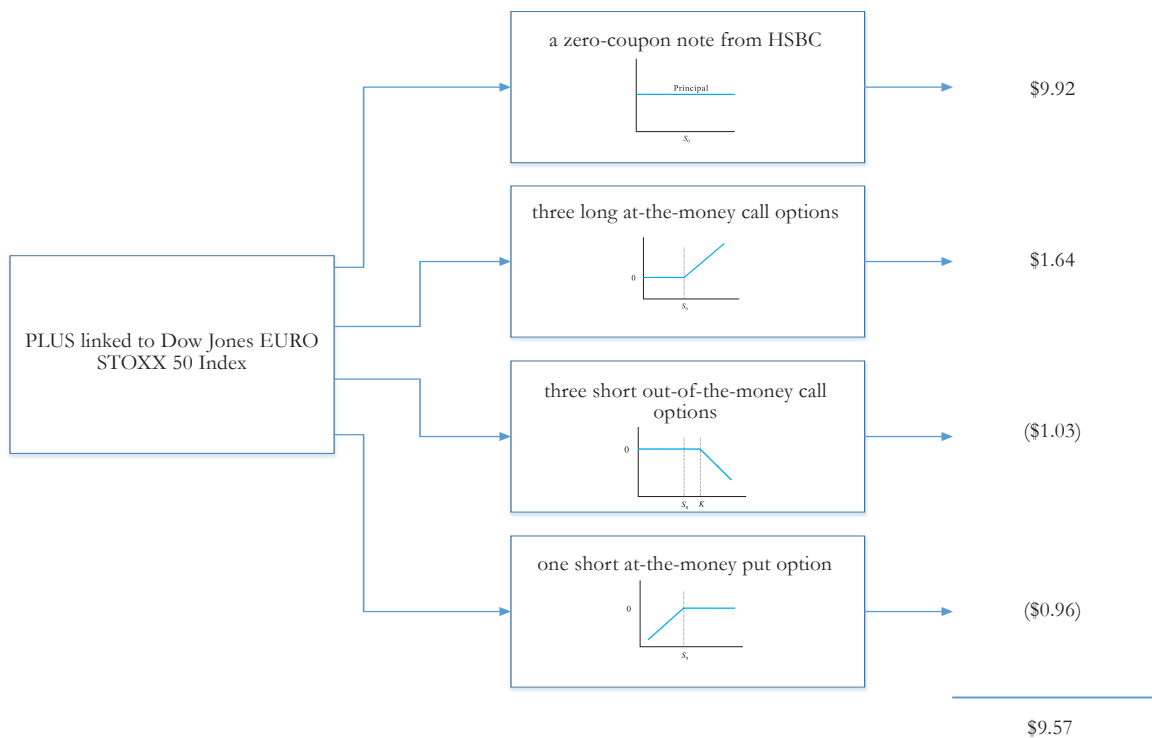 a zero-coupon note from HSBC
Principal
S₀
$9.92
three long at-the-money call options
0
S₀
$1.64
PLUS linked to Dow Jones EURO
STOXX 50 Index
three short out-of-the-money call
options
0
S₀ K
($1.03)
one short at-the-money put option
0
S₀
($0.96)
$9.57